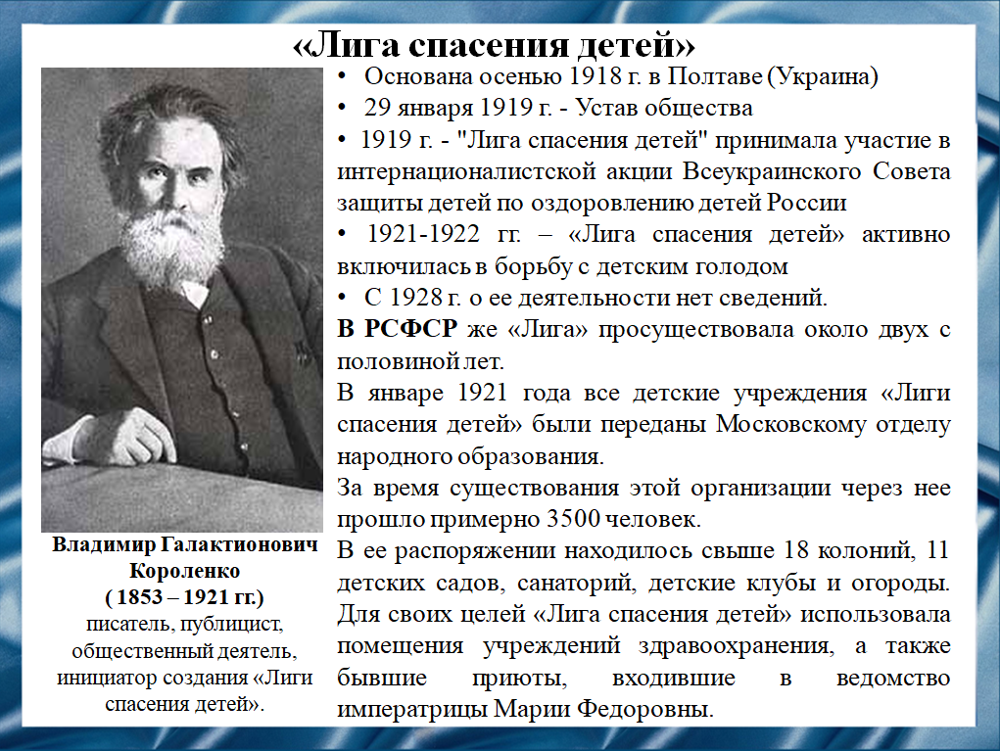 «Лига спасения детей»
• Основана осенью 1918 г. в Полтаве (Украина)
• 29 января 1919 г. - Устав общества
• 1919 г. - "Лига спасения детей" принимала участие в
интернационалистской акции Всеукраинского Совета
защиты детей по оздоровлению детей России
• 1921-1922 гг. – «Лига спасения детей» активно
включилась в борьбу с детским голодом
• С 1928 г. о ее деятельности нет сведений.
В РСФСР же «Лига» просуществовала около двух с
половиной лет.
В январе 1921 года все детские учреждения «Лиги
спасения детей» были переданы Московскому отделу
народного образования.
За время существования этой организации через нее
прошло примерно 3500 человек.
В ее распоряжении находилось свыше 18 колоний, 11
детских садов, санаторий, детские клубы и огороды.
Для своих целей «Лига спасения детей» использовала
помещения учреждений здравоохранения, а также
бывшие приюты, входившие в ведомство
императрицы Марии Федоровны.
Владимир Галактионович
Короленко
( 1853 – 1921 гг.)
писатель, публицист,
общественный деятель,
инициатор создания «Лиги
спасения детей».